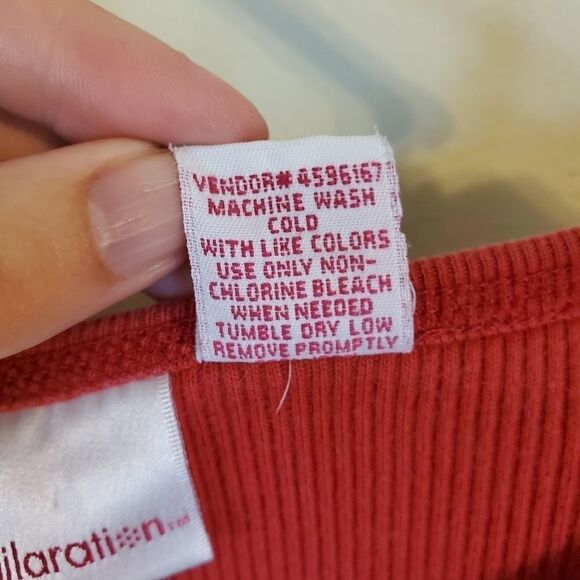 VENDOR# 4596167
MACHINE WASH
COLD
WITH LIKE COLORS
USE ONLY NON-
CHLORINE BLEACH
WHEN NEEDED
TUMBLE DRY LOW
REMOVE PROMPTLY
ilaration